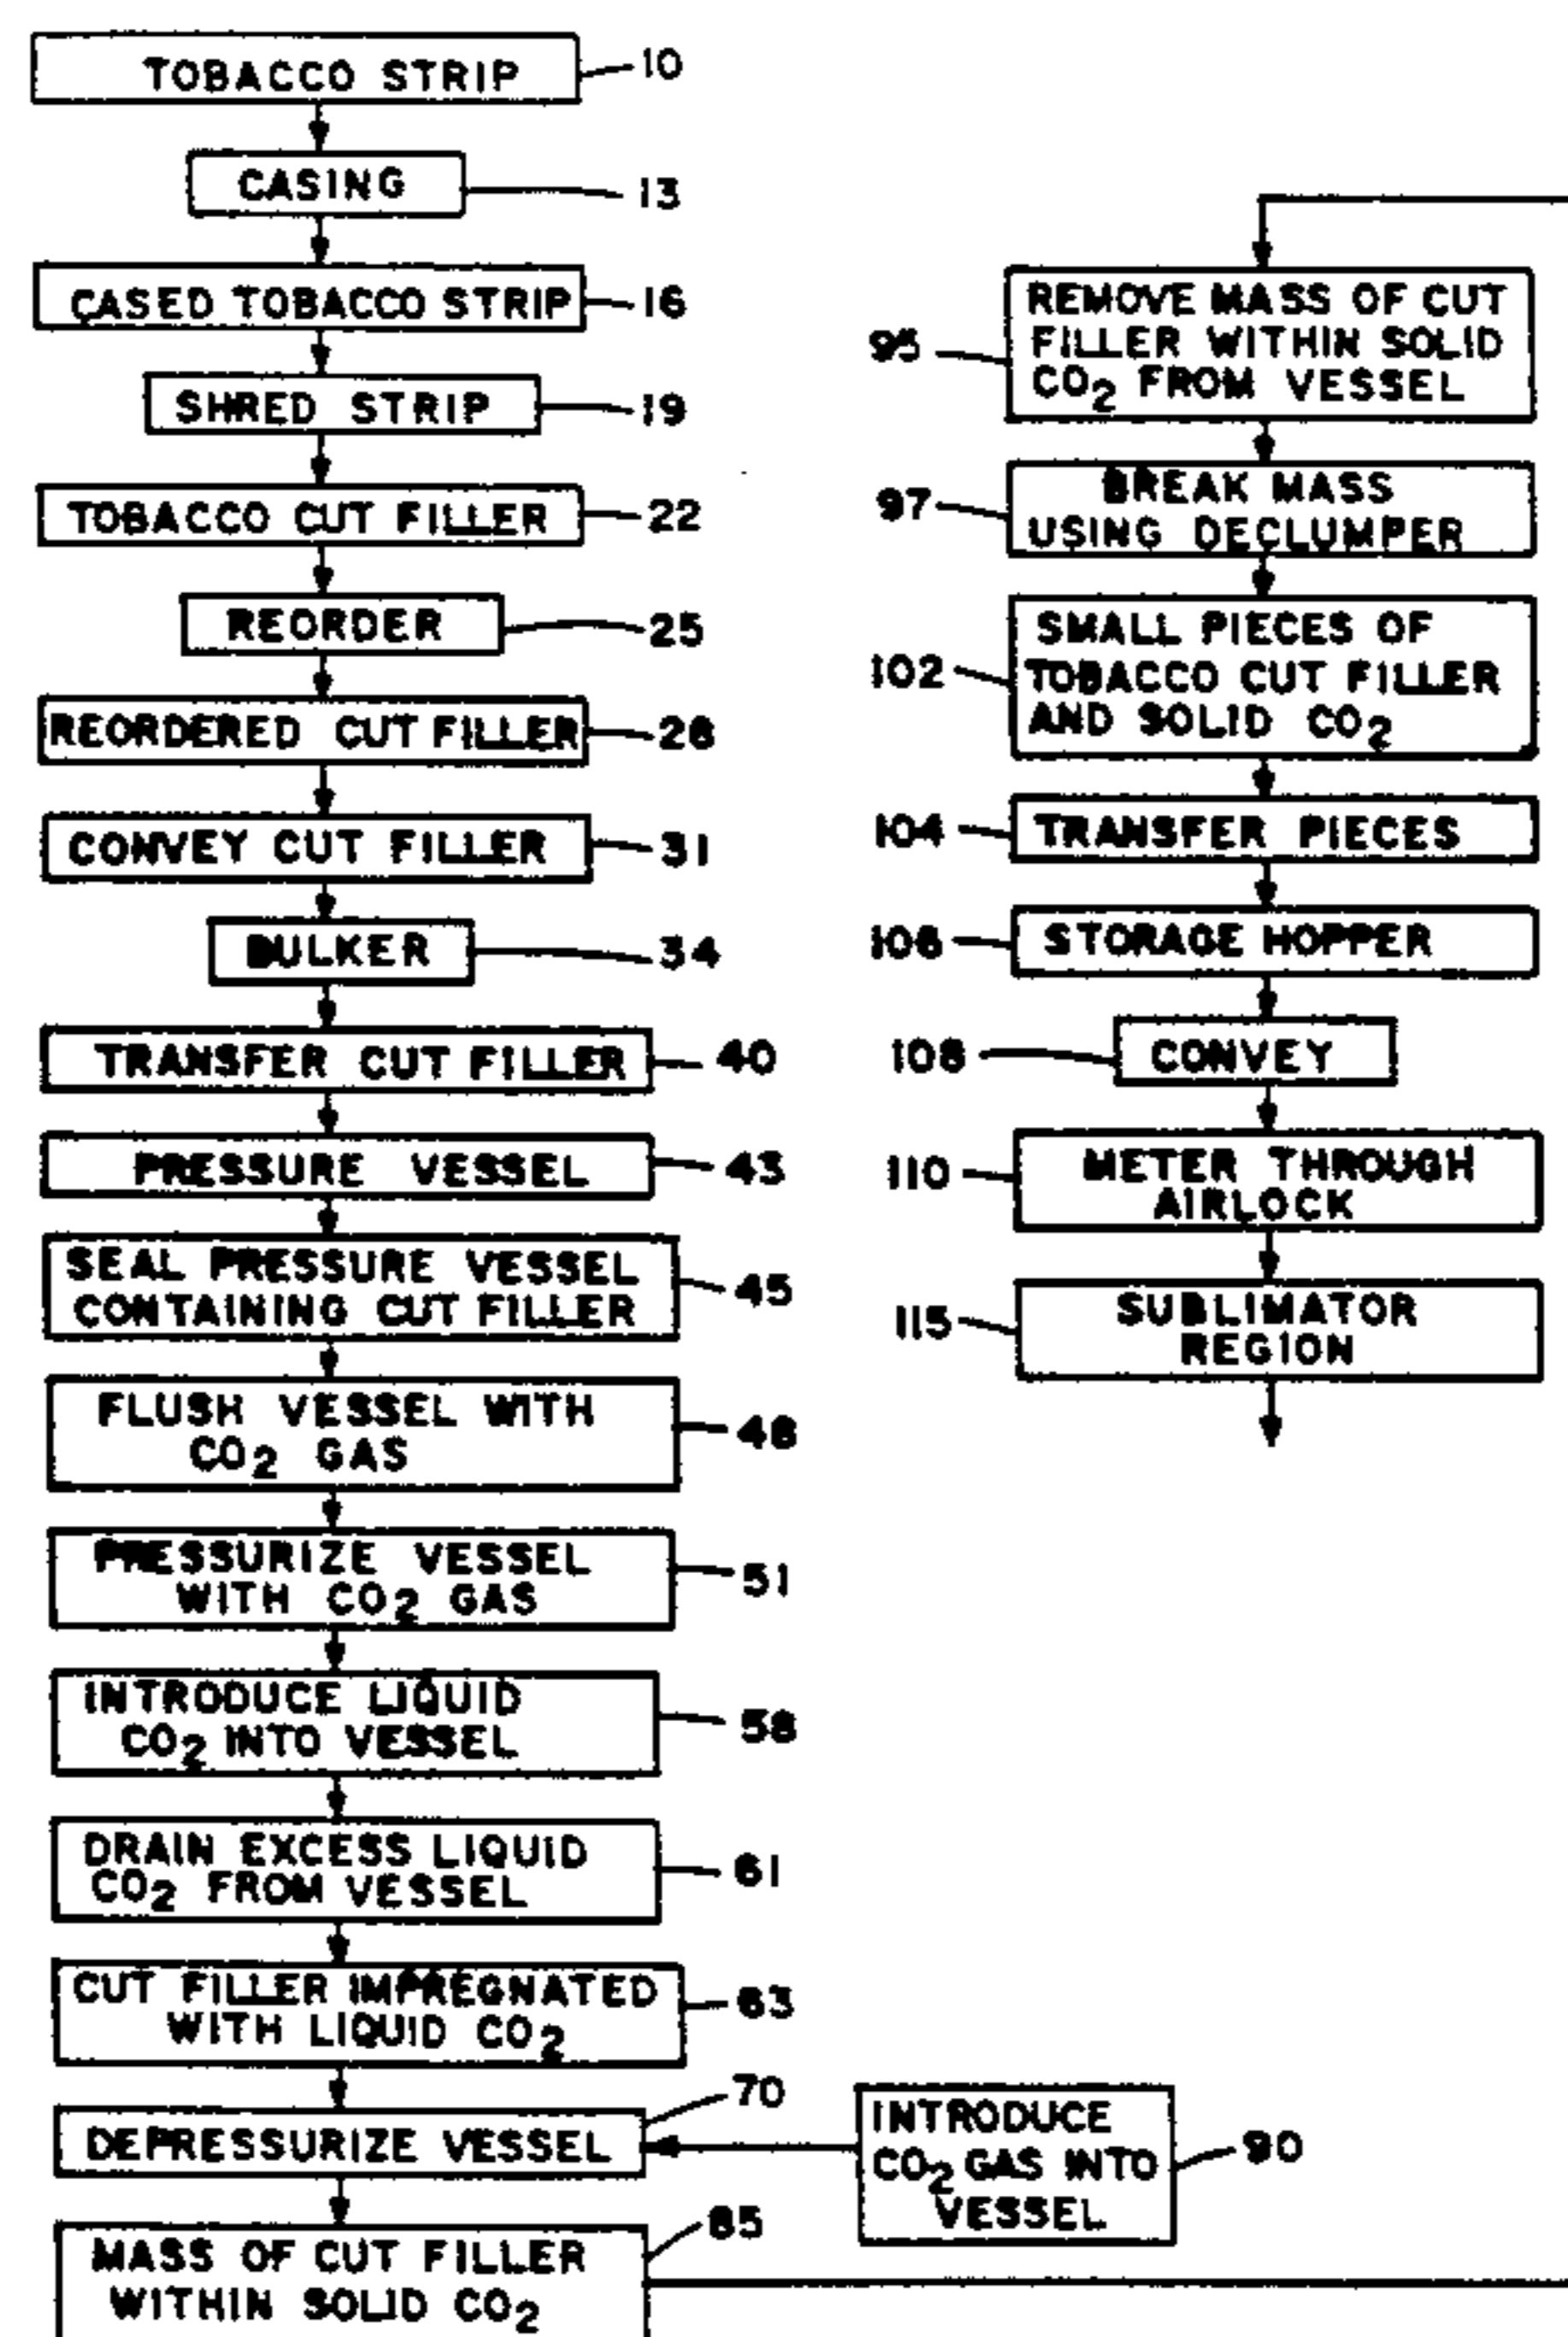 TOBACCO STRIP 10
CASING 13
CASED TOBACCO STRIP 16
SHRED STRIP 19
TOBACCO CUT FILLER 22
REORDER 25
REORDERED CUT FILLER 28
CONVEY CUT FILLER 31
BULKER 34
TRANSFER CUT FILLER 40
PRESSURE VESSEL 43
SEAL PRESSURE VESSEL
CONTAINING CUT FILLER 45
FLUSH VESSEL WITH
CO2 GAS 48
PRESSURIZE VESSEL
WITH CO2 GAS 51
INTRODUCE LIQUID
CO2 INTO VESSEL 58
DRAIN EXCESS LIQUID
CO2 FROM VESSEL 61
CUT FILLER IMPREGNATED
WITH LIQUID CO2 63
DEPRESSURIZE VESSEL 70
INTRODUCE
CO2 GAS INTO
VESSEL 90
MASS OF CUT FILLER
WITHIN SOLID CO2 85
REMOVE MASS OF CUT
FILLER WITHIN SOLID
CO2 FROM VESSEL 95
BREAK MASS
USING DECLUMPER 97
SMALL PIECES OF
TOBACCO CUT FILLER
AND SOLID CO2 102
TRANSFER PIECES 104
STORAGE HOPPER 106
CONVEY 108
METER THROUGH
AIRLOCK 110
SUBLIMATOR
REGION 115